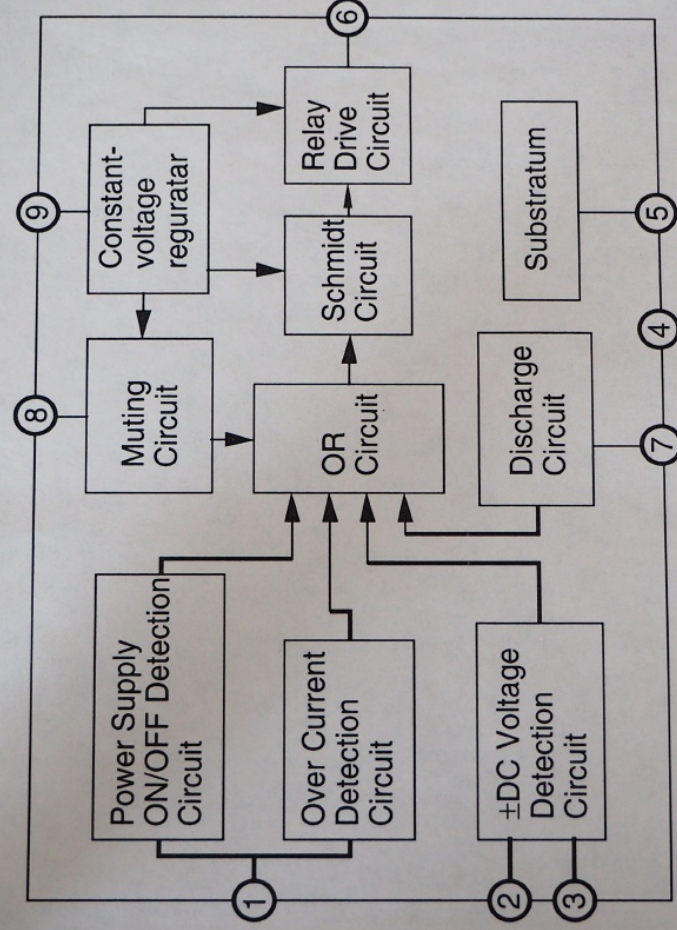 1
2
3
Power Supply
ON/OFF Detection
Circuit
Over Current
Detection
Circuit
±DC Voltage
Detection
Circuit
8
Muting
Circuit
OR
Circuit
Discharge
Circuit
7
4
9
Constant-
voltage
reguratar
Schmidt
Circuit
Relay
Drive
Circuit
6
Substratum
5